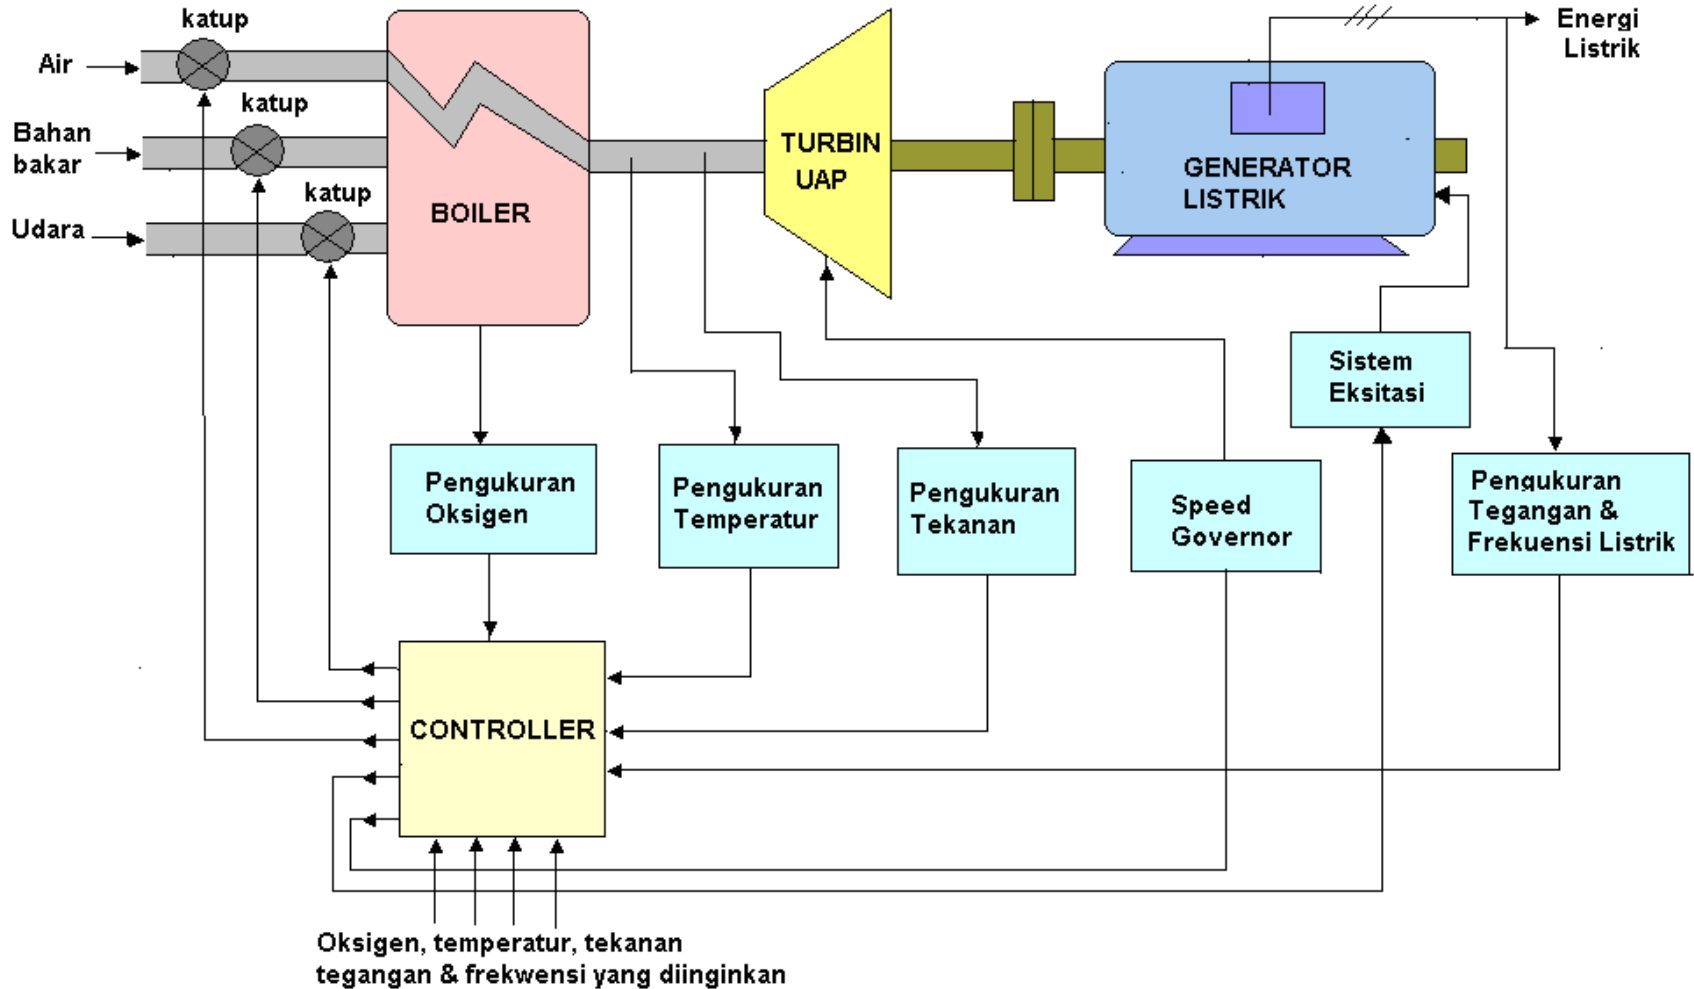 katup
Air
katup
Bahan
bakar
katup
Udara
BOILER
TURBIN
UAP
GENERATOR
LISTRIK
Energi
Listrik
Sistem
Eksitasi
Pengukuran
Oksigen
Pengukuran
Temperatur
Pengukuran
Tekanan
Speed
Governor
Pengukuran
Tegangan &
Frekuensi Listrik
CONTROLLER
Oksigen, temperatur, tekanan
tegangan & frekwensi yang diinginkan